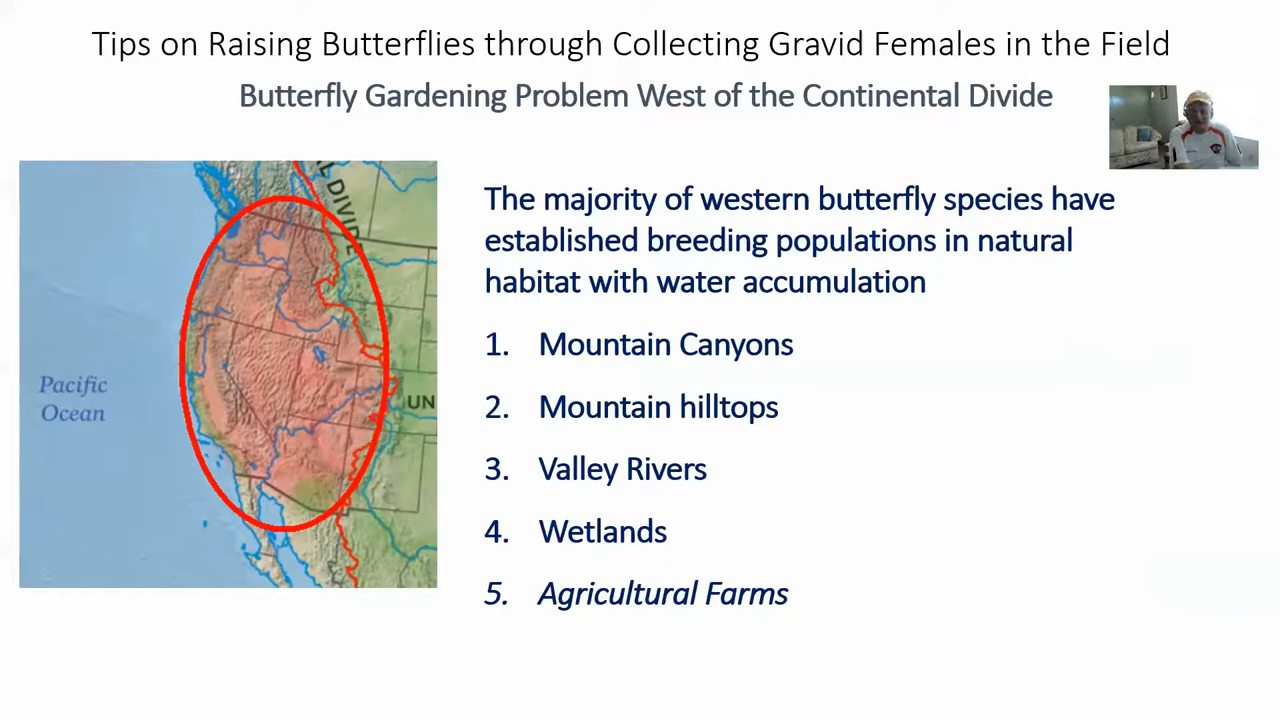 Tips on Raising Butterflies through Collecting Gravid Females in the Field
Butterfly Gardening Problem West of the Continental Divide
L DIVIDE
Pacific
Ocean
UN
The majority of western butterfly species have
established breeding populations in natural
habitat with water accumulation
1. Mountain Canyons
2. Mountain hilltops
3. Valley Rivers
4. Wetlands
5. Agricultural Farms